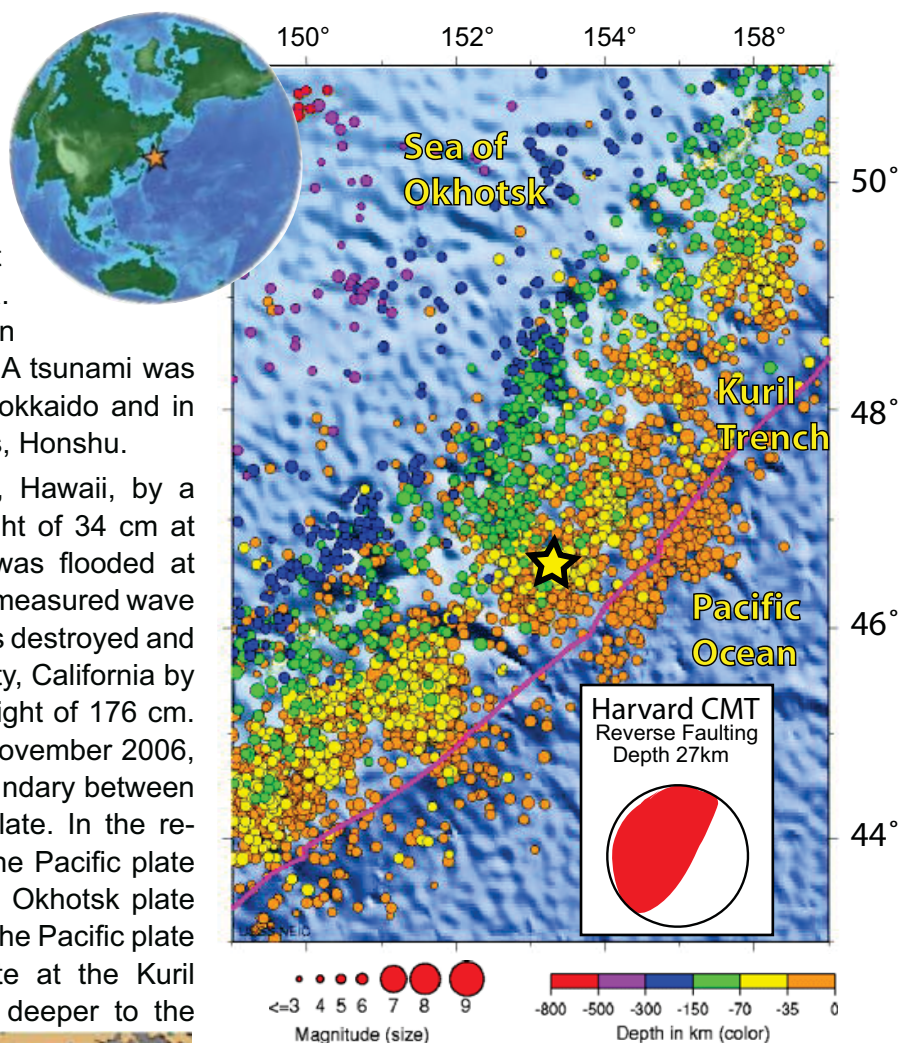 150° 152° 154° 158°
Sea of
Okhotsk
50°
.
n
A tsunami was
48°
Kuril
Trench
okkaido and in
s, Honshu.
, Hawaii, by a
ght of 34 cm at
was flooded at
measured wave
s destroyed and
ty, California by
ight of 176 cm.
ovember 2006,
ndary between
late. In the re-
he Pacific plate
Okhotsk plate
he Pacific plate
te at the Kuril
deeper to the
46°
Pacific
Ocean
Harvard CMT
Reverse Faulting
Depth 27km
44°
USGS NEIC
<=3 4 5 6 7 8 9
Magnitude (size)
-800 -500 -300 -150 -70 -35 0
Depth in km (color)